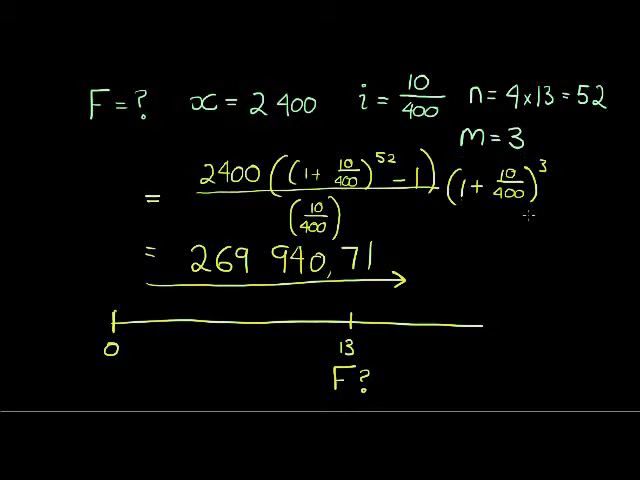 F = ? x = 2 400 i = 10/400 n = 4 × 13 = 52
m = 3
= 2400((1 + 10/400)^52 - 1)/(10/400) (1 + 10/400)^3
= 269 940,71
0 13
F?